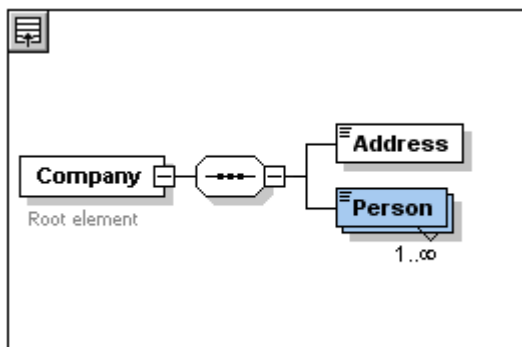 Address
Company
Root element
Person
1..∞